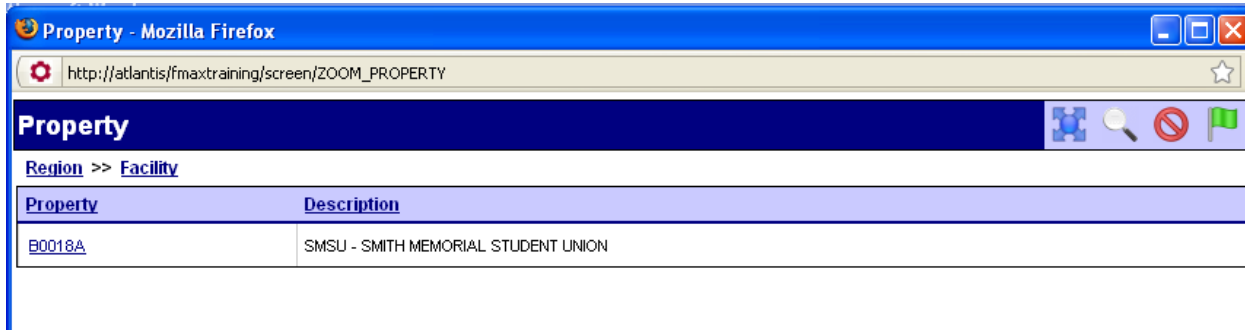 Property - Mozilla Firefox
http://atlantis/fmaxtraining/screen/ZOOM_PROPERTY
Property
Region >> Facility
Property Description
B0018A SMSU - SMITH MEMORIAL STUDENT UNION